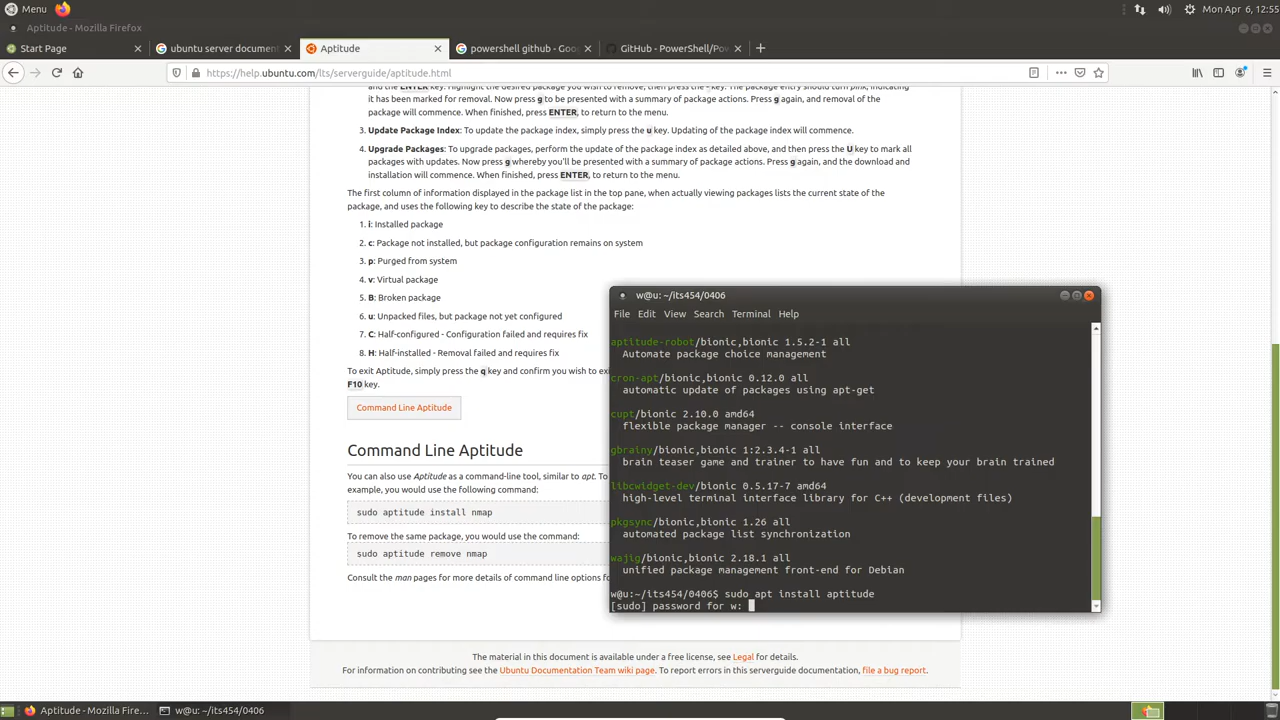 Menu
Mon Apr 6, 12:55
Aptitude - Mozilla Firefox
Start Page
ubuntu server document
Aptitude
powershell github - Goo
GitHub - PowerShell/Pow
https://help.ubuntu.com/lts/serverguide/aptitude.html
and the ENTER key. Highlight the desired package you wish to remove, then press the - key. The package entry should turn pink, indicating
it has been marked for removal. Now press g to be presented with a summary of package actions. Press g again, and removal of the
package will commence. When finished, press ENTER, to return to the menu.
3. Update Package Index: To update the package index, simply press the u key. Updating of the package index will commence.
4. Upgrade Packages: To upgrade packages, perform the update of the package index as detailed above, and then press the U key to mark all
packages with updates. Now press g whereby you'll be presented with a summary of package actions. Press g again, and the download and
installation will commence. When finished, press ENTER, to return to the menu.
The first column of information displayed in the package list in the top pane, when actually viewing packages lists the current state of the
package, and uses the following key to describe the state of the package:
1. i: Installed package
2. c: Package not installed, but package configuration remains on system
3. p: Purged from system
4. v: Virtual package
5. B: Broken package
6. u: Unpacked files, but package not yet configured
7. C: Half-configured - Configuration failed and requires fix
8. H: Half-installed - Removal failed and requires fix
To exit Aptitude, simply press the q key and confirm you wish to exi
F10 key.
Command Line Aptitude
Command Line Aptitude
You can also use Aptitude as a command-line tool, similar to apt. To
example, you would use the following command:
sudo aptitude install nmap
To remove the same package, you would use the command:
sudo aptitude remove nmap
Consult the man pages for more details of command line options fo
The material in this document is available under a free license, see Legal for details.
For information on contributing see the Ubuntu Documentation Team wiki page. To report errors in this serverguide documentation, file a bug report.
w@u: ~/its454/0406
File Edit View Search Terminal Help
aptitude-robot/bionic,bionic 1.5.2-1 all
Automate package choice management
cron-apt/bionic,bionic 0.12.0 all
automatic update of packages using apt-get
cupt/bionic 2.10.0 amd64
flexible package manager -- console interface
gbrainy/bionic,bionic 1:2.3.4-1 all
brain teaser game and trainer to have fun and to keep your brain trained
libcwidget-dev/bionic 0.5.17-7 amd64
high-level terminal interface library for C++ (development files)
pkgsync/bionic,bionic 1.26 all
automated package list synchronization
wajig/bionic,bionic 2.18.1 all
unified package management front-end for Debian
w@u:~/its454/0406$ sudo apt install aptitude
[sudo] password for w:
Aptitude - Mozilla Fire...
w@u: ~/its454/0406